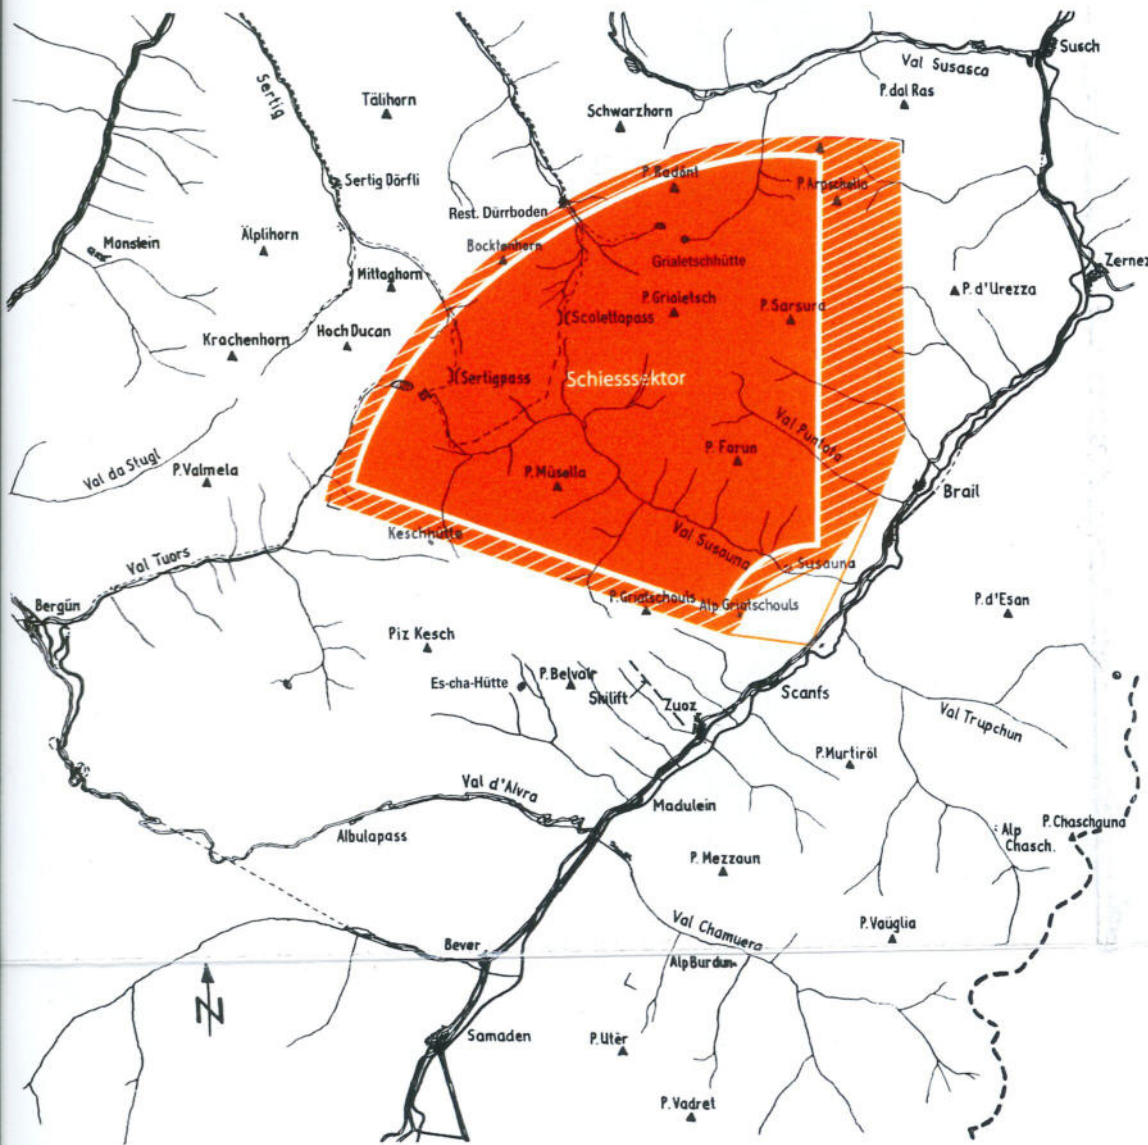 Susch
Val Susasca
Sertig
Tälihorn
P. dal Ras
Schwarzhorn
P. Radönt
Sertig Dörfli
P. Arpschella
Rest. Dürrboden
Monstein
Älplihorn
Bocktenhorn
Zernez
Grialetschhütte
Mittaghorn
P. d'Urezza
P. Grialetsch
P. Sarsura
Scalettapass
Krachenhorn
Hoch Ducan
Sertigpass
Schiesssektor
Val Puntota
Val da Stugl
P. Valmela
P. Forun
P. Müsella
Brail
Keschhütte
Val Susauna
Val Tuors
Susauna
Bergün
P. Griatschouls
Alp Griatschouls
P. d'Esan
Piz Kesch
P. Belvair
Es-cha-Hütte
Skilift
Zuoz
Scanfs
Val Trupchun
P. Murtiröl
Val d'Alvra
Madulein
Albulapass
Alp
Chasch.
P. Chaschauna
P. Mezzaun
Val Chamuera
P. Vaüglia
Bever
Alp Burdun
N
Samaden
P. Utèr
P. Vadret